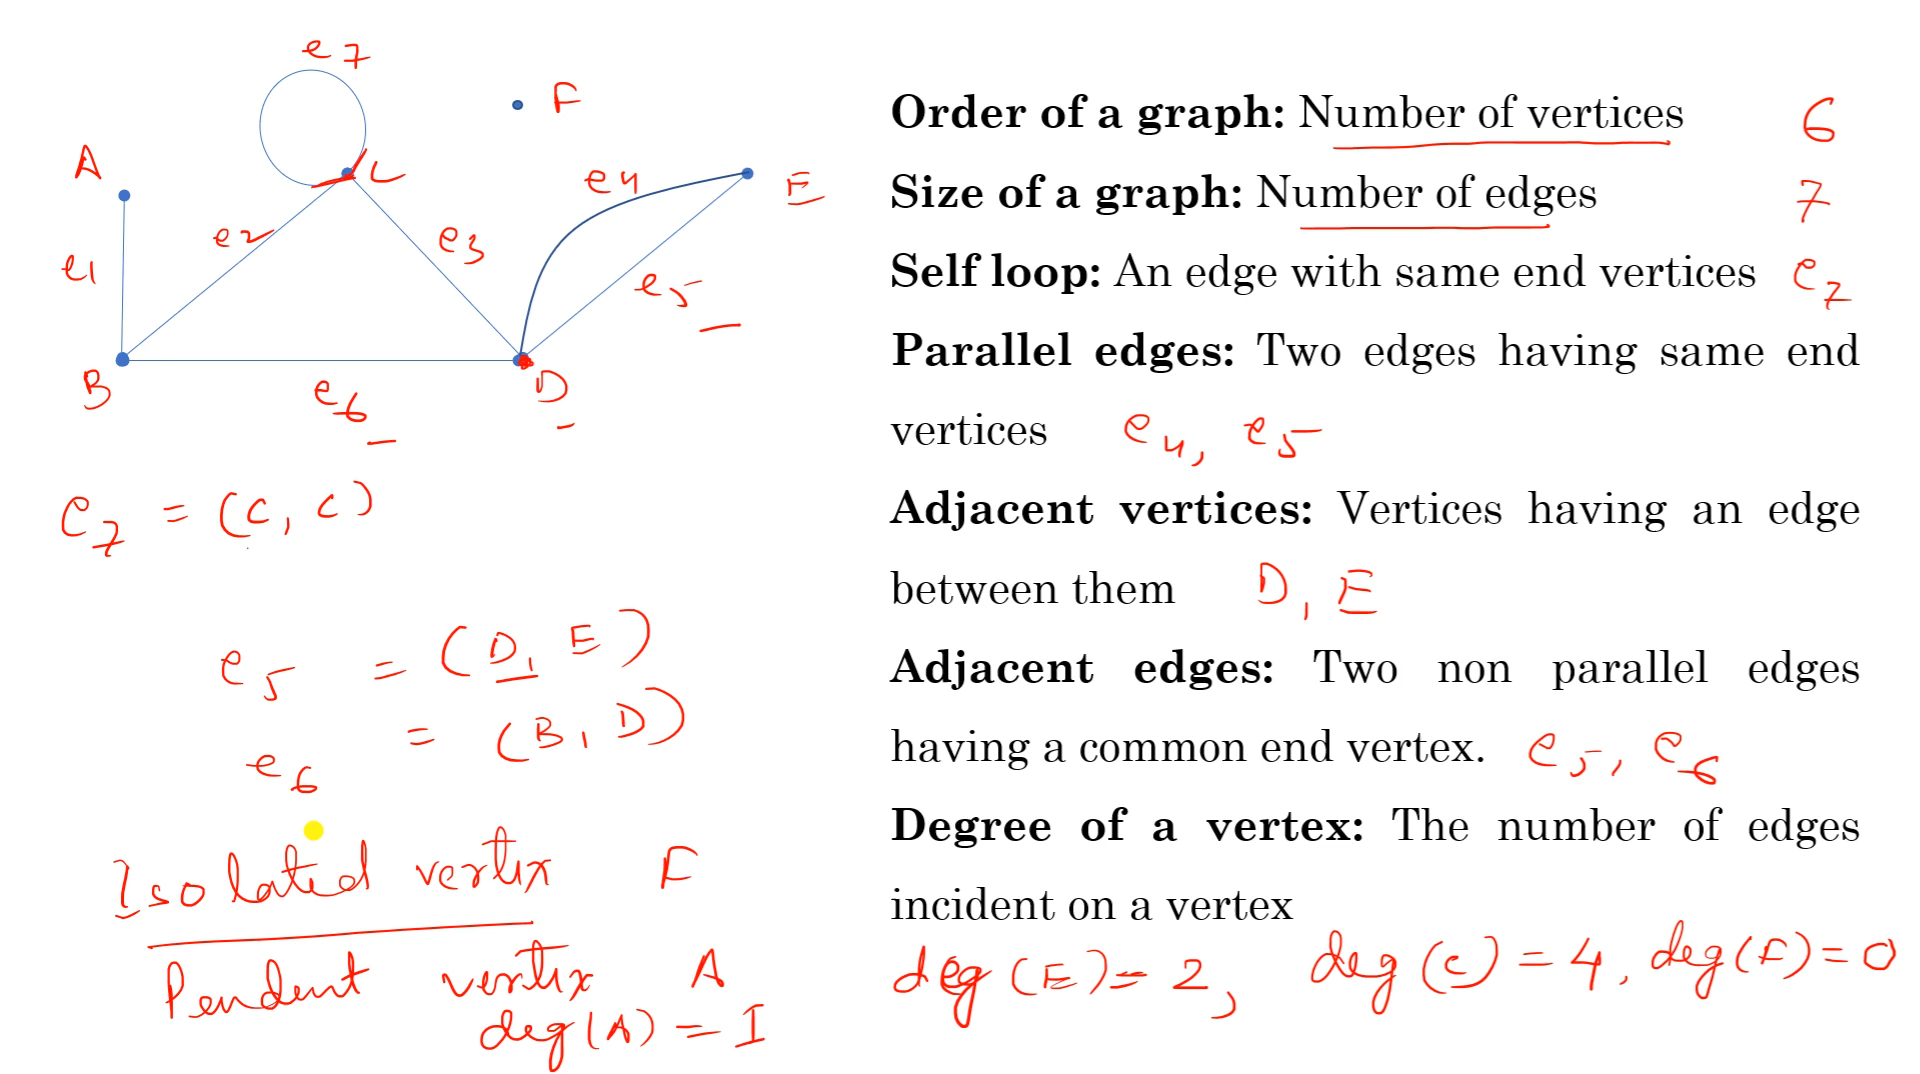 e7
F
A
C
e4
E
e2
e3
e1
e5
B
e6
D
e7 = (C, C)
e5 = (D, E)
e6 = (B, D)
Isolated vertix F
Pendent vertix A
deg(A) = 1
Order of a graph: Number of vertices 6
Size of a graph: Number of edges 7
Self loop: An edge with same end vertices e7
Parallel edges: Two edges having same end
vertices e4, e5
Adjacent vertices: Vertices having an edge
between them D, E
Adjacent edges: Two non parallel edges
having a common end vertex. e5, e6
Degree of a vertex: The number of edges
incident on a vertex
deg(E) = 2, deg(C) = 4, deg(F) = 0